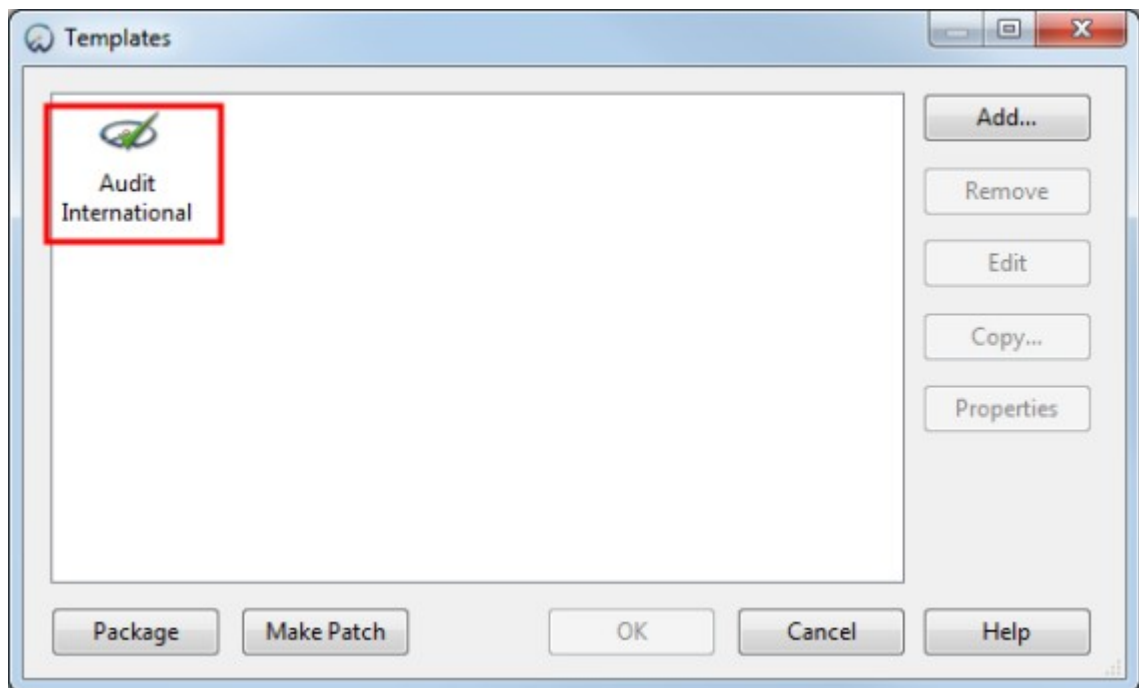 Templates
Audit
International
Add...
Remove
Edit
Copy...
Properties
Package
Make Patch
OK
Cancel
Help